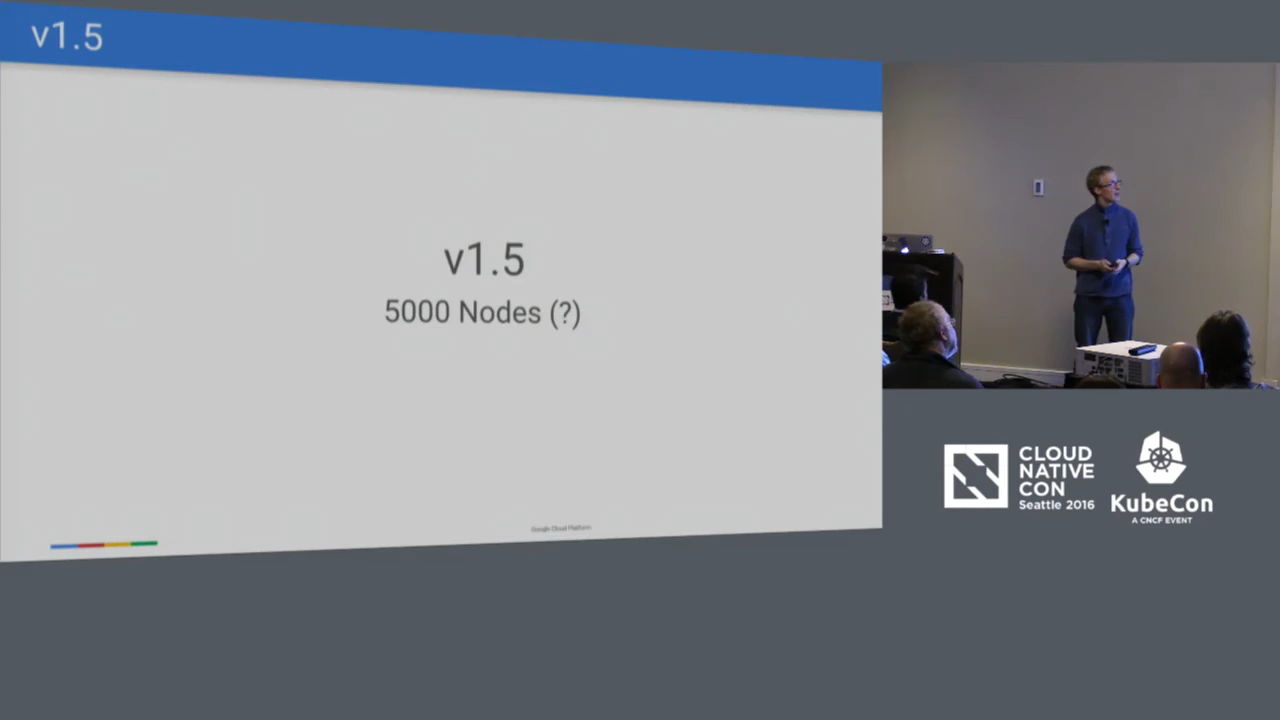 v1.5
v1.5
5000 Nodes (?)
Google Cloud Platform
CLOUD
NATIVE
CON
Seattle 2016
KubeCon
A CNCF EVENT